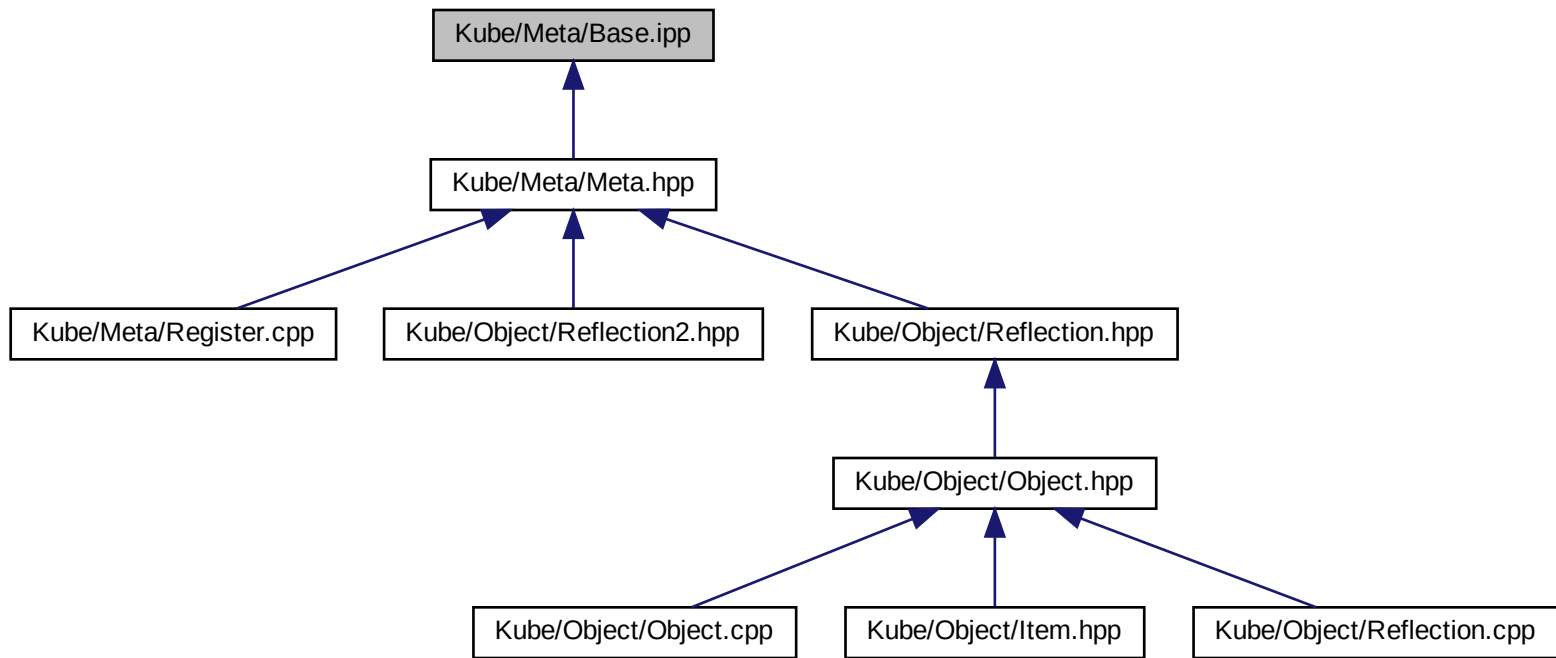 Kube/Meta/Base.ipp
Kube/Meta/Meta.hpp
Kube/Meta/Register.cpp
Kube/Object/Reflection2.hpp
Kube/Object/Reflection.hpp
Kube/Object/Object.hpp
Kube/Object/Object.cpp
Kube/Object/Item.hpp
Kube/Object/Reflection.cpp